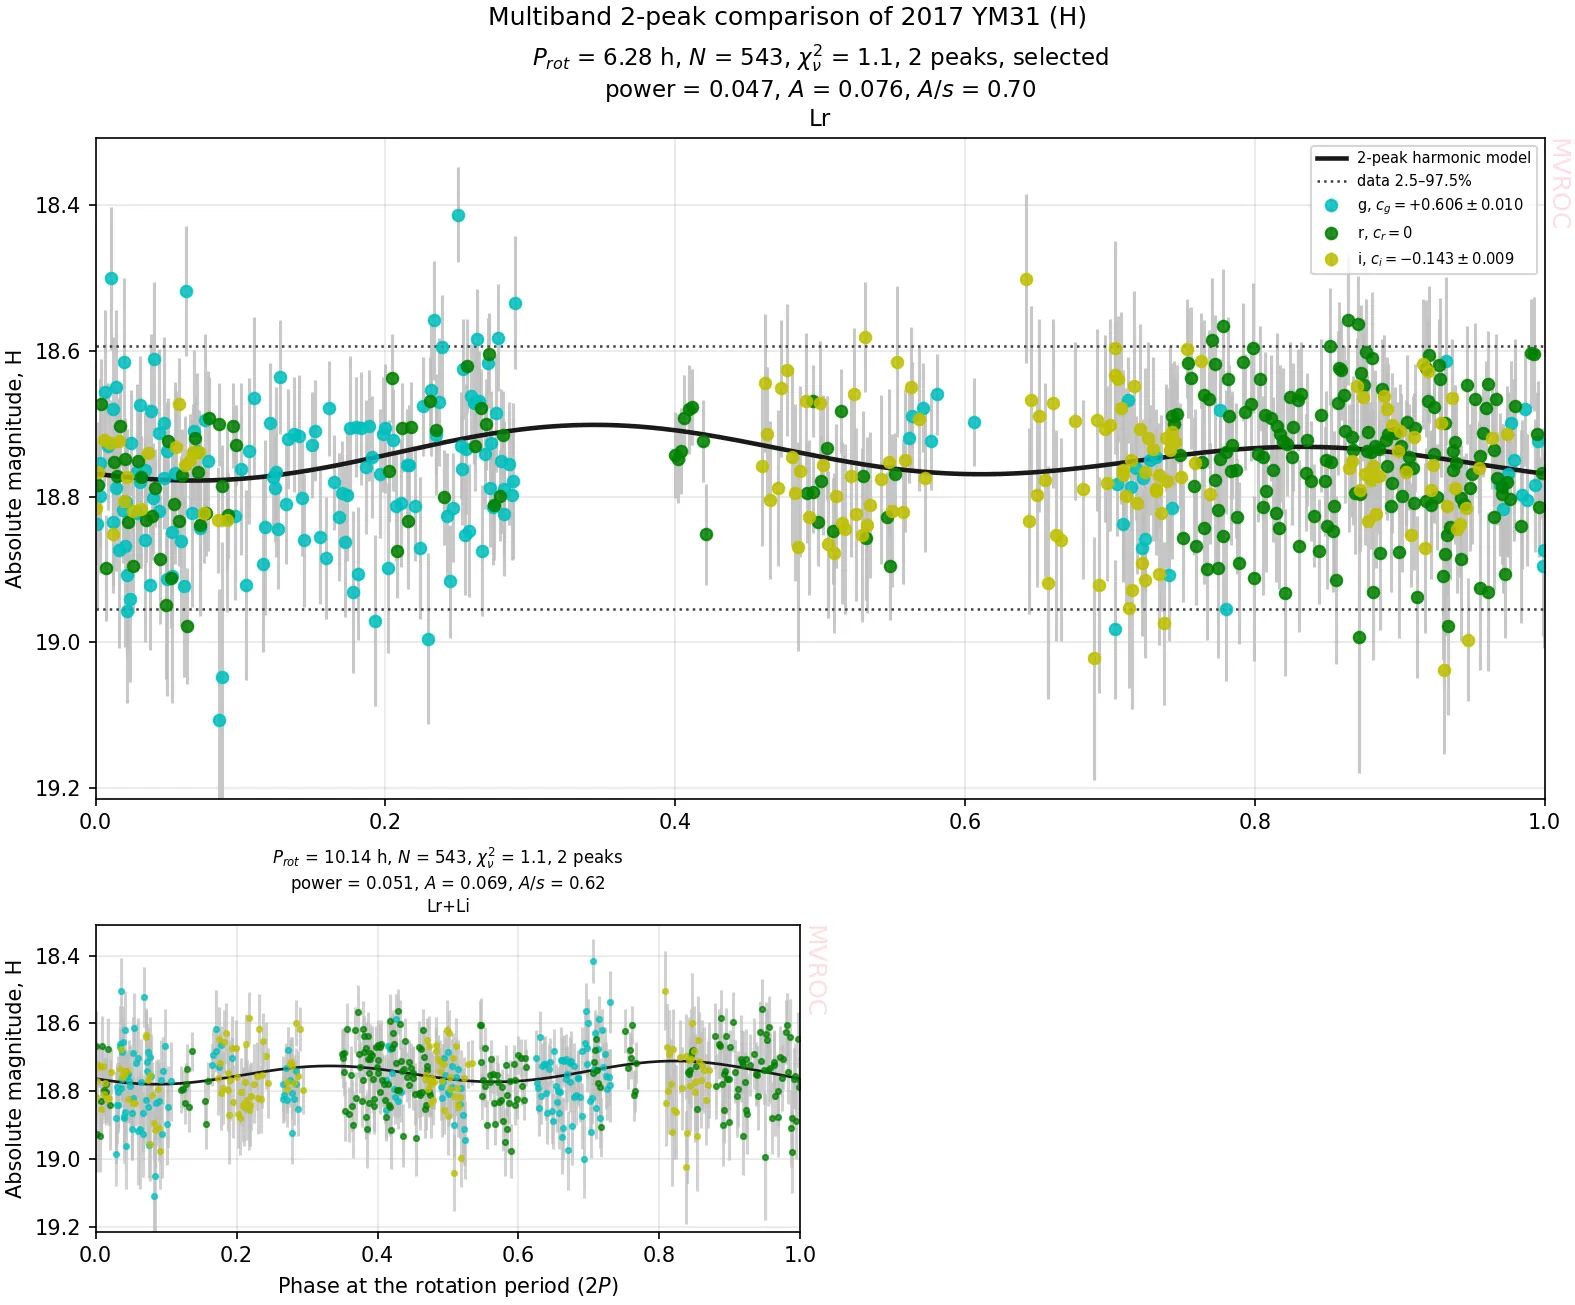 Multiband 2-peak comparison of 2017 YM31 (H)
P_rot = 6.28 h, N = 543, χ²_ν = 1.1, 2 peaks, selected
power = 0.047, A = 0.076, A/s = 0.70
Lr
2-peak harmonic model
data 2.5–97.5%
g, c_g = +0.606 ± 0.010
r, c_r = 0
i, c_i = −0.143 ± 0.009
MVROC
Absolute magnitude, H
18.4
18.6
18.8
19.0
19.2
0.0 0.2 0.4 0.6 0.8 1.0
P_rot = 10.14 h, N = 543, χ²_ν = 1.1, 2 peaks
power = 0.051, A = 0.069, A/s = 0.62
Lr+Li
MVROC
Absolute magnitude, H
18.4
18.6
18.8
19.0
19.2
0.0 0.2 0.4 0.6 0.8 1.0
Phase at the rotation period (2P)